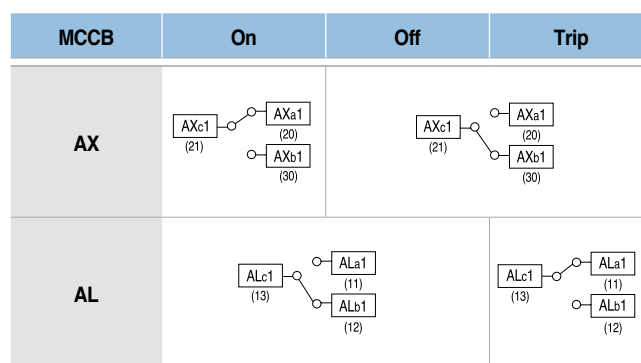 MCCB On Off Trip
AX
AXc1
(21)
AXa1
(20)
AXb1
(30)
AXc1
(21)
AXa1
(20)
AXb1
(30)
AL
ALc1
(13)
ALa1
(11)
ALb1
(12)
ALc1
(13)
ALa1
(11)
ALb1
(12)